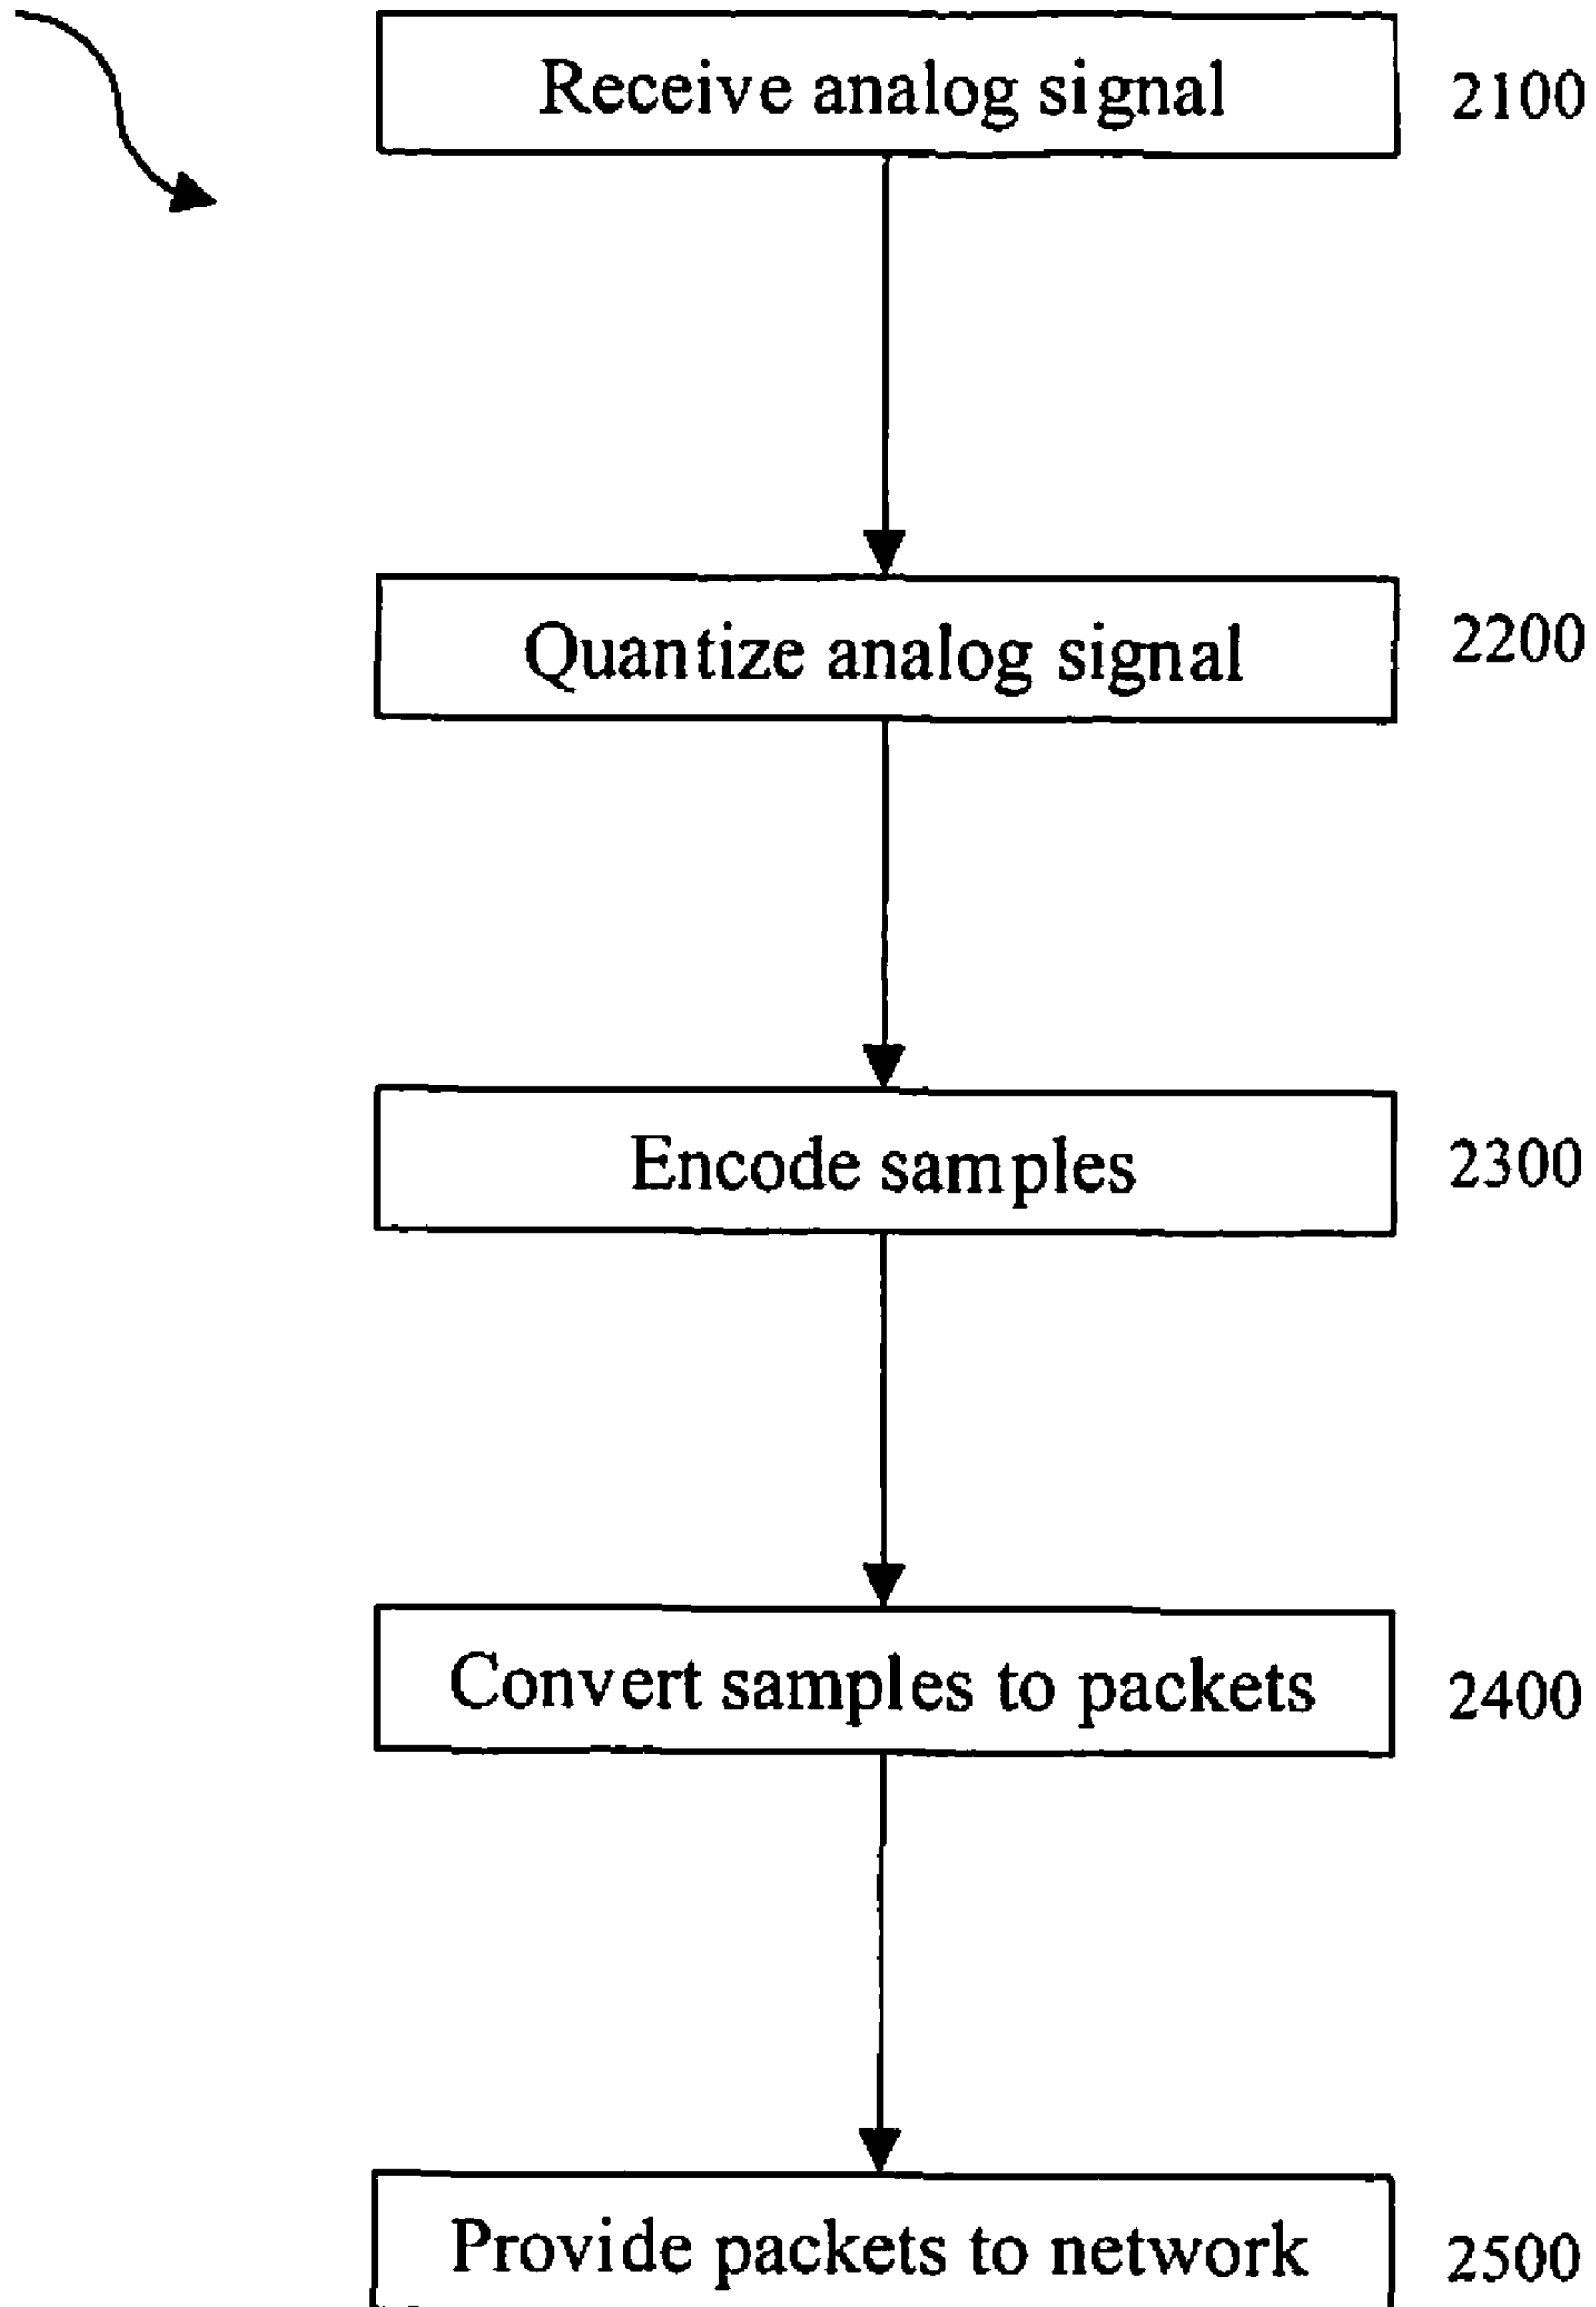 Receive analog signal 2100
Quantize analog signal 2200
Encode samples 2300
Convert samples to packets 2400
Provide packets to network 2500